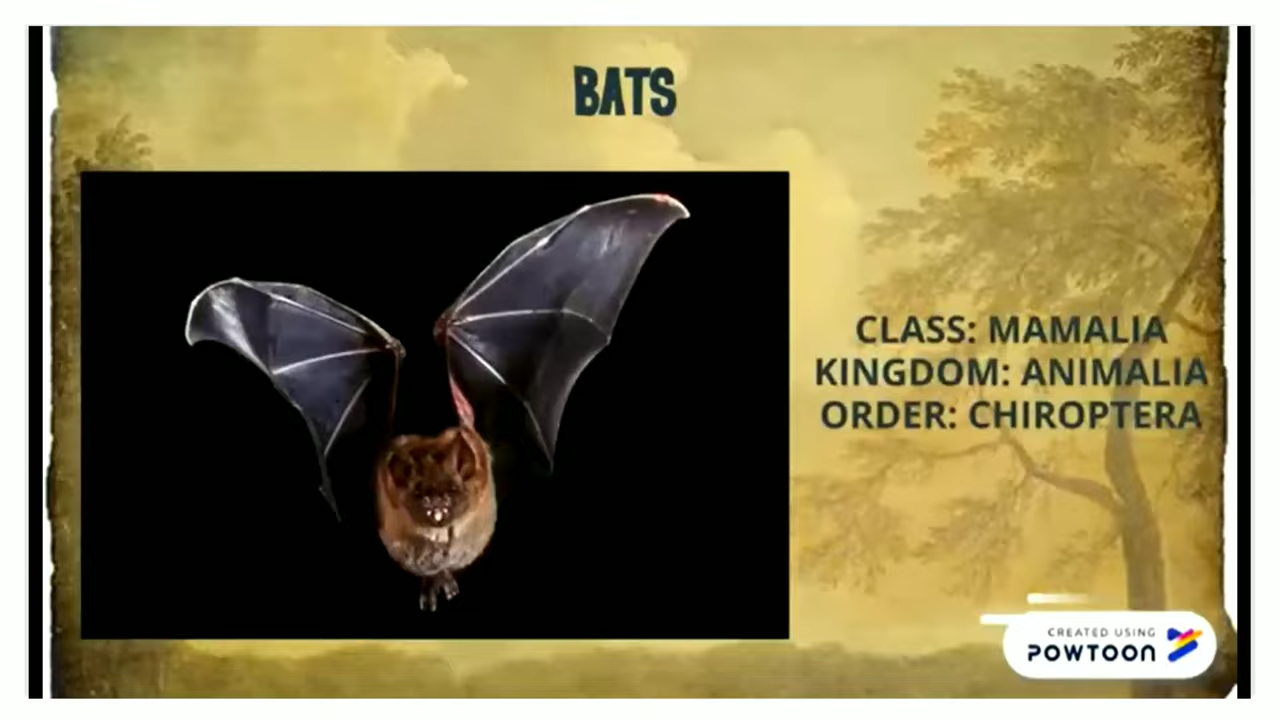 BATS
CLASS: MAMALIA
KINGDOM: ANIMALIA
ORDER: CHIROPTERA
CREATED USING
POWTOON